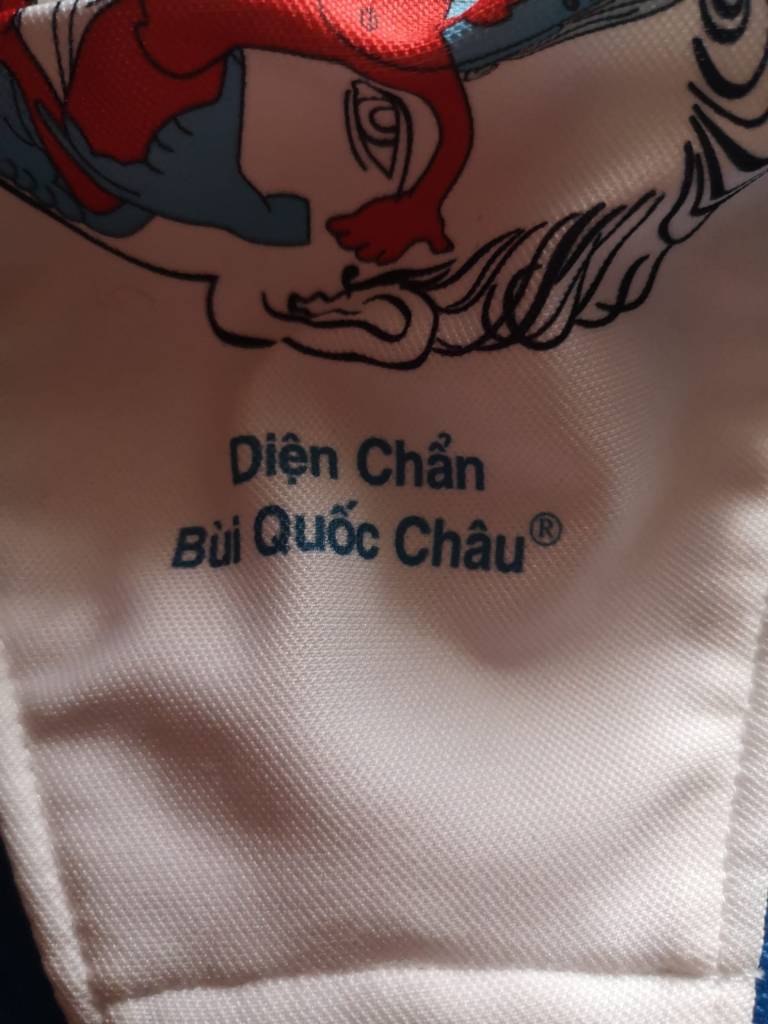 Diện Chẩn
Bùi Quốc Châu®